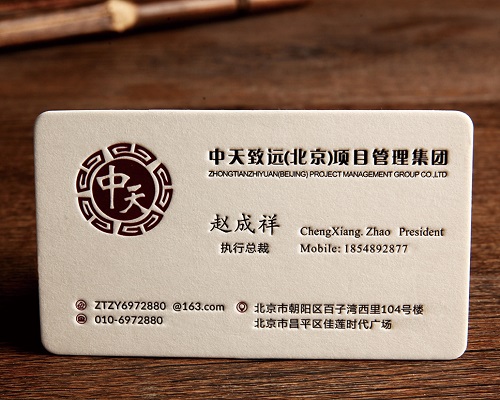 中天
中天致远(北京)项目管理集团
ZHONGTIANZHIYUAN(BEIJING) PROJECT MANAGEMENT GROUP CO.,LTD
赵成祥 ChengXiang. Zhao President
执行总裁 Mobile: 1854892877
ZTZY6972880 @163.com 北京市朝阳区百子湾西里104号楼
010-6972880 北京市昌平区佳莲时代广场